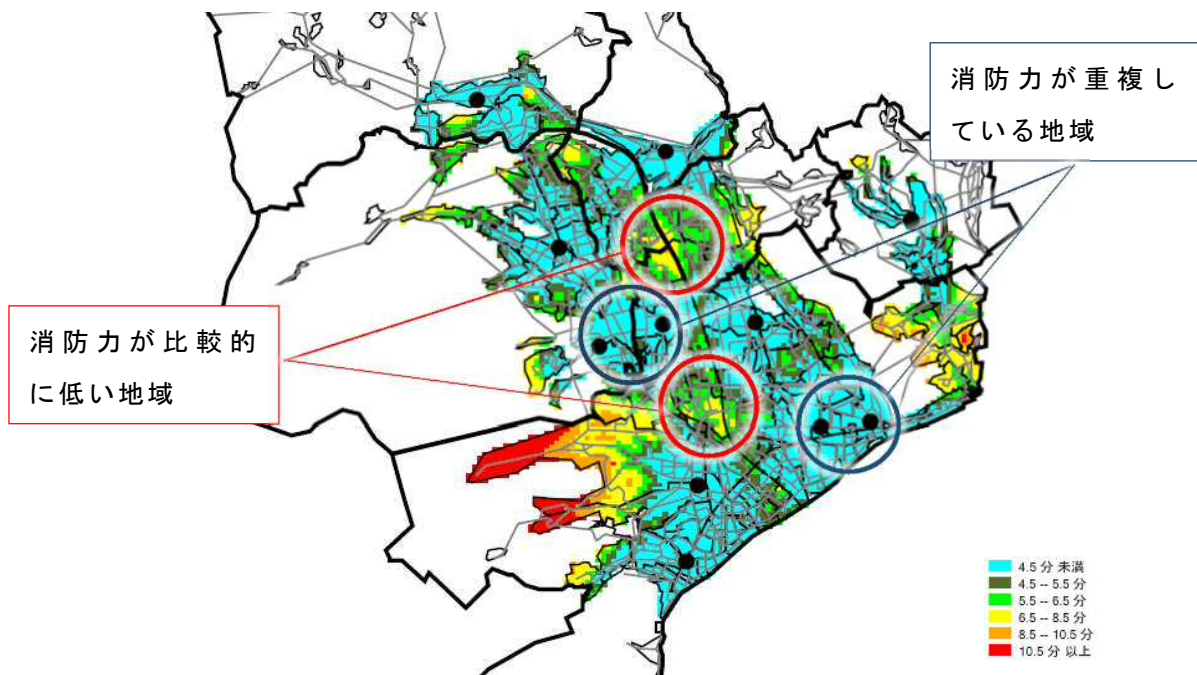 消防力が重複し
ている地域
消防力が比較的
に低い地域
4.5 分 未満
4.5 -- 5.5 分
5.5 -- 6.5 分
6.5 -- 8.5 分
8.5 -- 10.5 分
10.5 分 以上